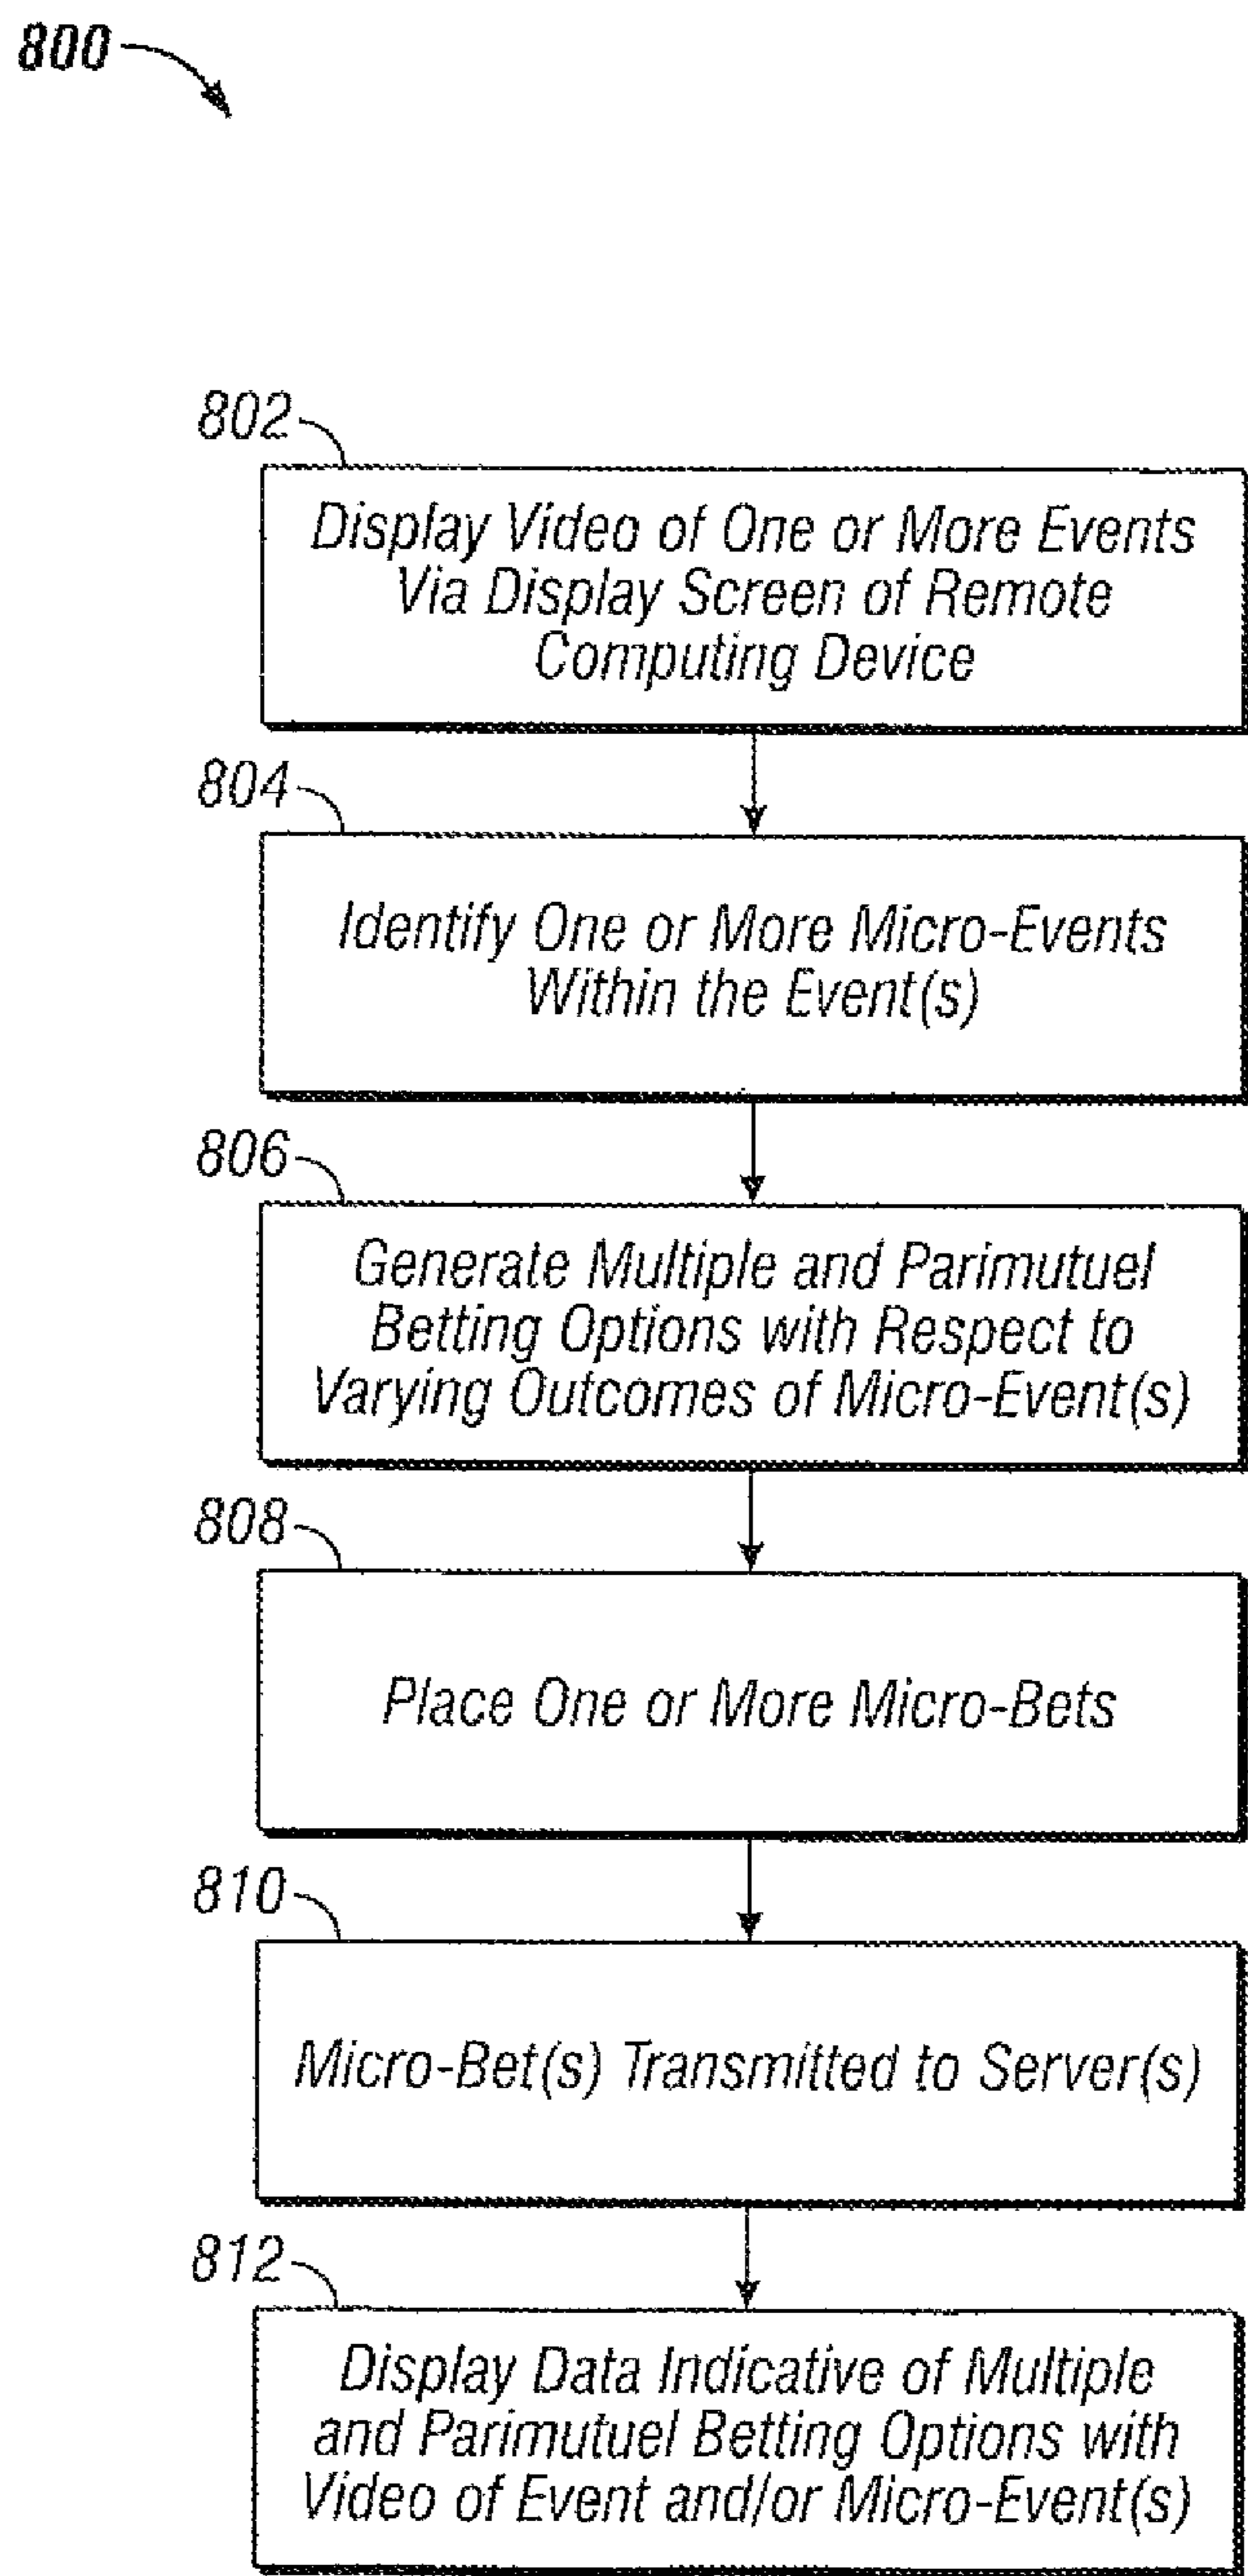 800
802
Display Video of One or More Events
Via Display Screen of Remote
Computing Device
804
Identify One or More Micro-Events
Within the Event(s)
806
Generate Multiple and Parimutuel
Betting Options with Respect to
Varying Outcomes of Micro-Event(s)
808
Place One or More Micro-Bets
810
Micro-Bet(s) Transmitted to Server(s)
812
Display Data Indicative of Multiple
and Parimutuel Betting Options with
Video of Event and/or Micro-Event(s)